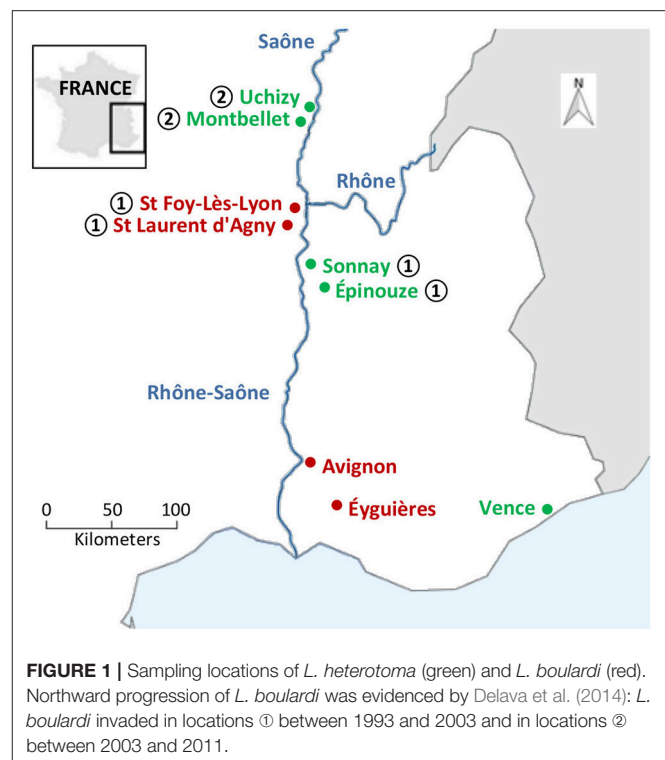 Saône
FRANCE
② Uchizy
② Montbellet
N
Rhône
① St Foy-Lès-Lyon
① St Laurent d'Agny
Sonnay ①
Épinouze ①
Rhône-Saône
Avignon
0 50 100
Kilometers
Éyguières
Vence
FIGURE 1 | Sampling locations of L. heterotoma (green) and L. boulardi (red).
Northward progression of L. boulardi was evidenced by Delava et al. (2014): L.
boulardi invaded in locations ① between 1993 and 2003 and in locations ②
between 2003 and 2011.